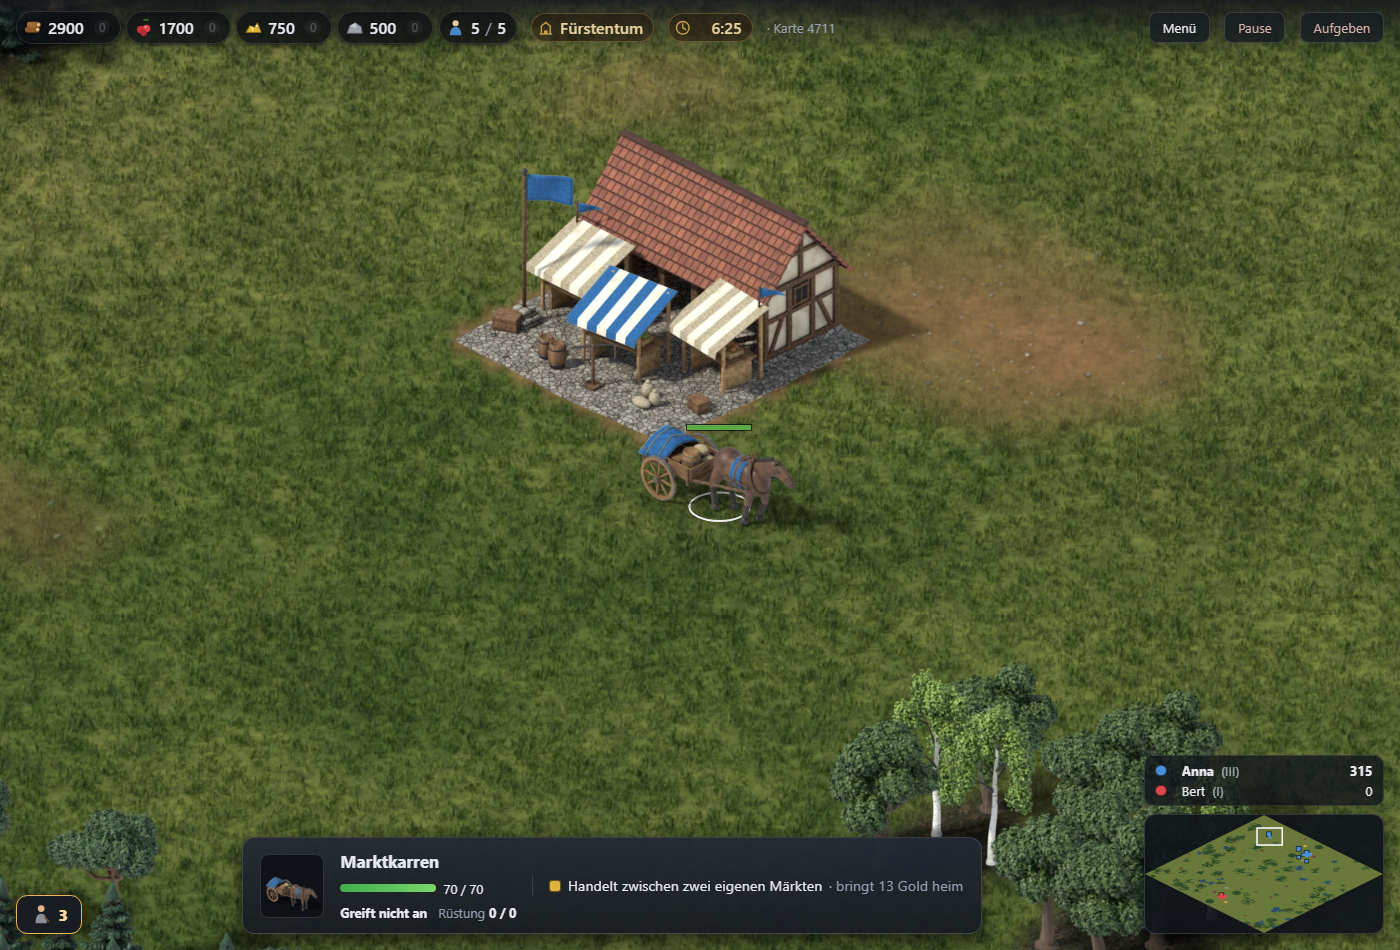 2900 0 1700 0 750 0 500 0 5 / 5 Fürstentum 6:25 · Karte 4711 Menü Pause Aufgeben
Anna (III) 315
Bert (I) 0
Marktkarren
70 / 70
Greift nicht an Rüstung 0 / 0
Handelt zwischen zwei eigenen Märkten · bringt 13 Gold heim
3